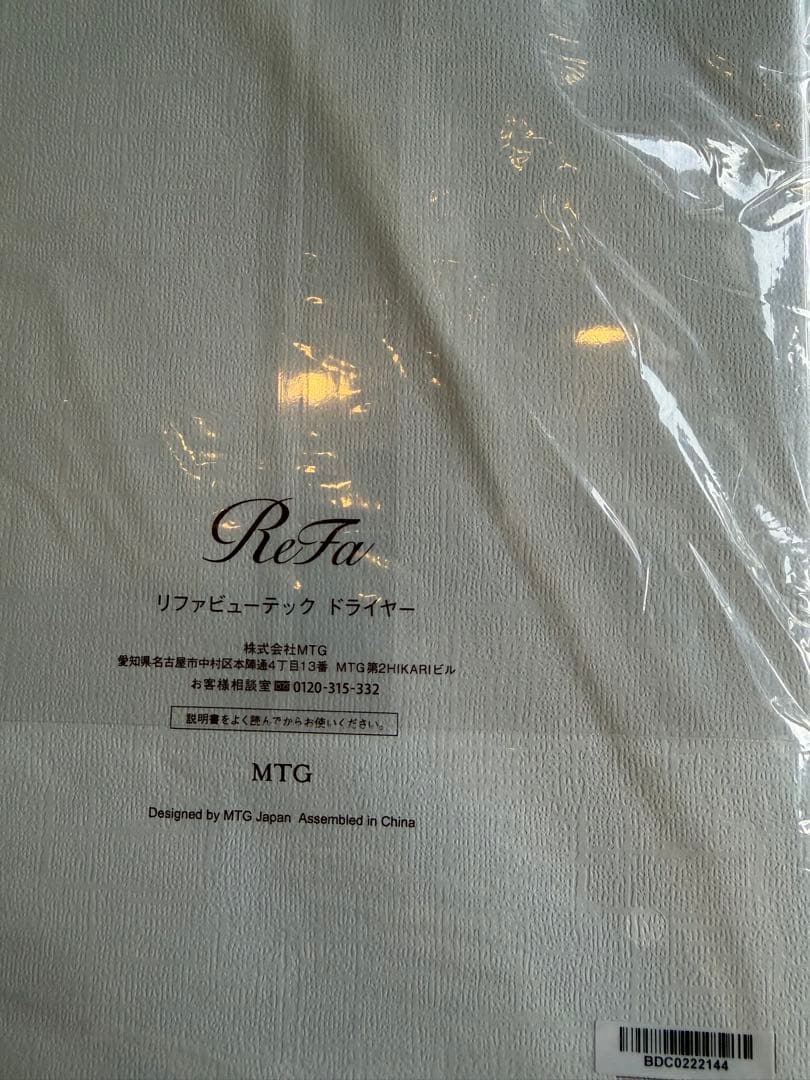 ReFa
リファビューテック ドライヤー
株式会社MTG
愛知県名古屋市中村区本陣通4丁目13番 MTG第2HIKARIビル
お客様相談室 0120-315-332
説明書をよく読んでからお使いください。
MTG
Designed by MTG Japan Assembled in China
BDC0222144